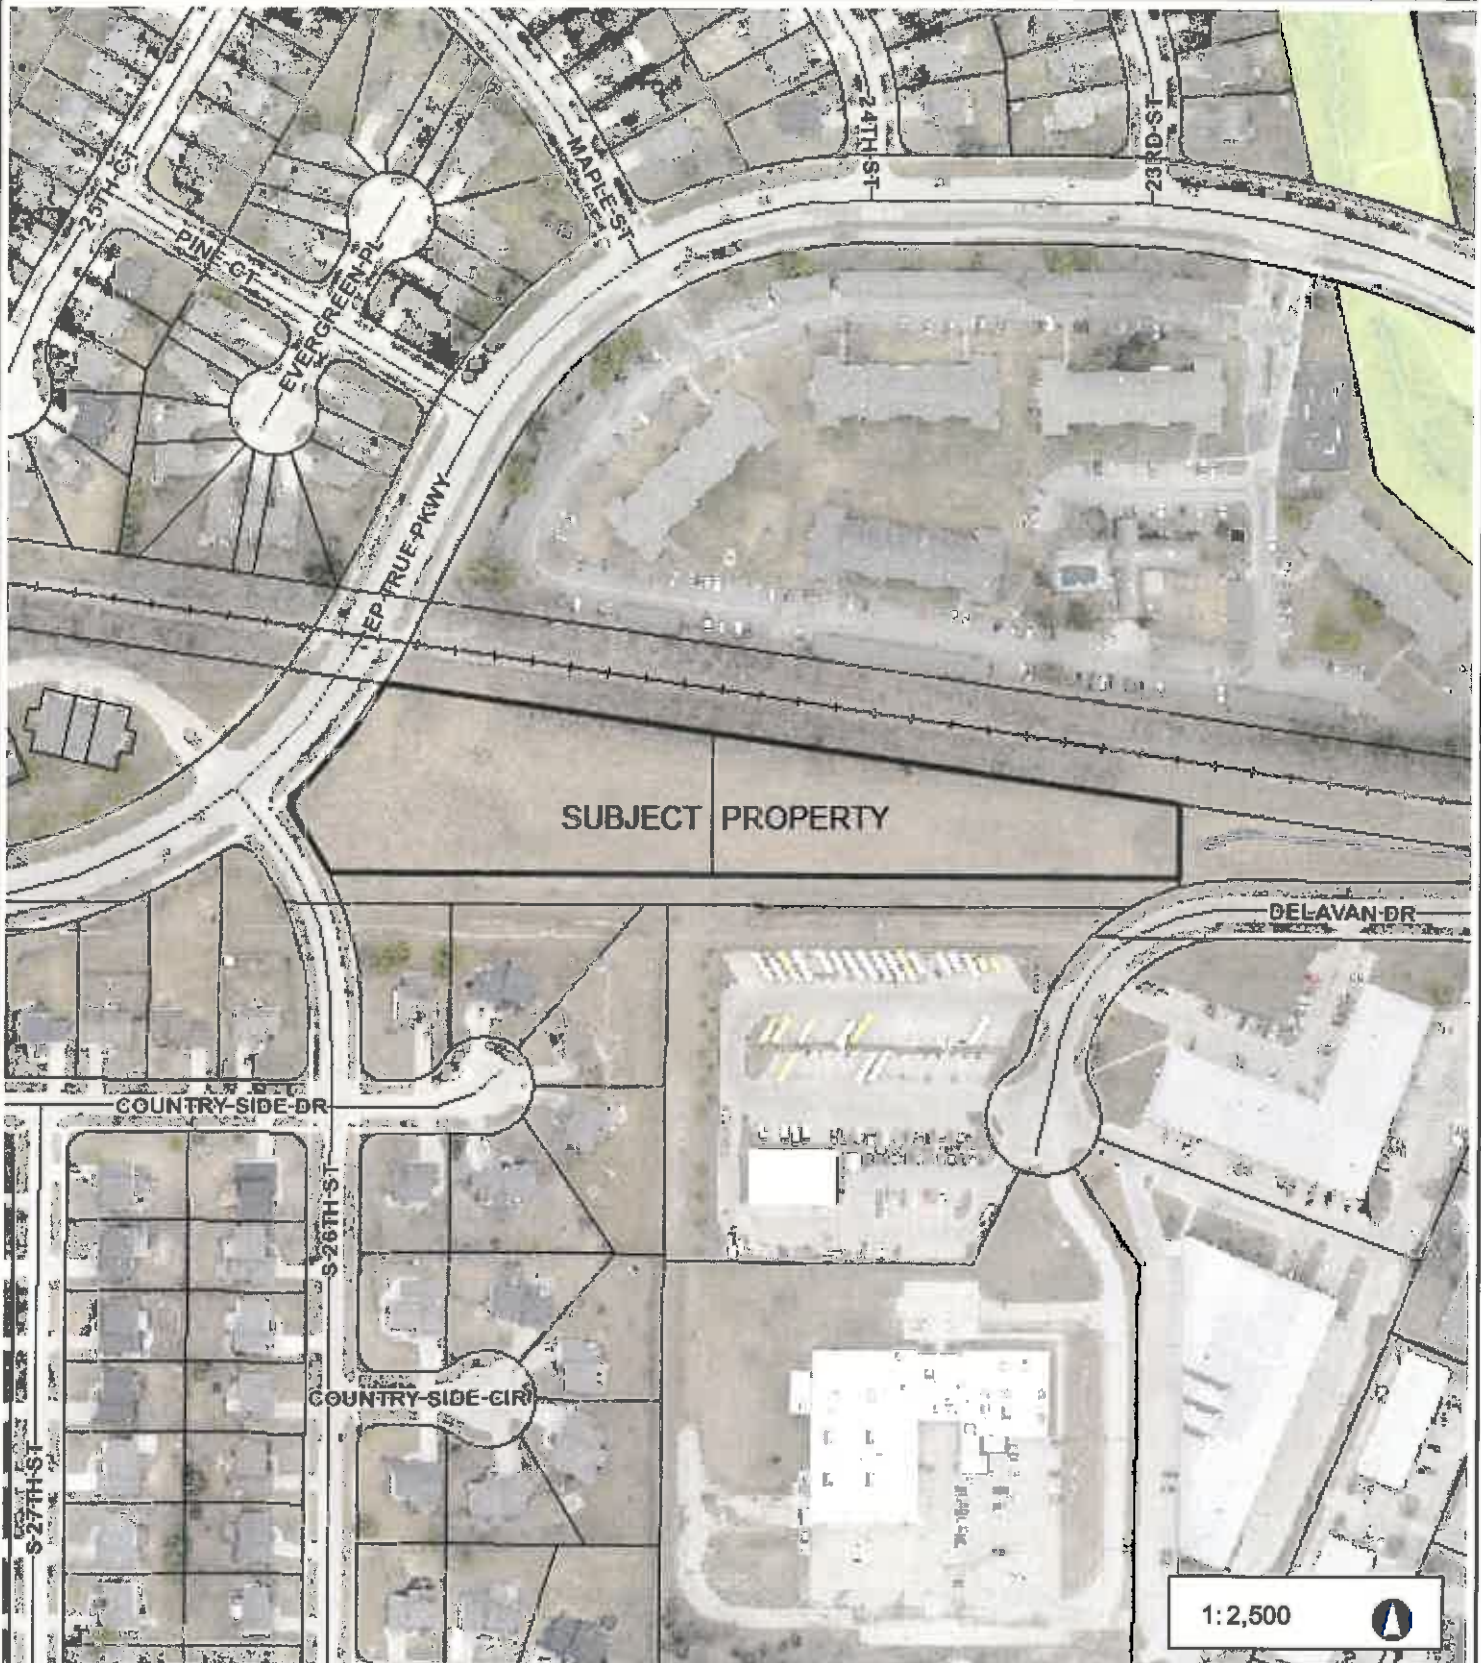 24TH ST
23RD ST
MAPLE ST
25TH CT
PINE CT
EVERGREEN PL
EP TRUE PKWY
SUBJECT PROPERTY
DELAVAN DR
COUNTRY SIDE DR
S 26TH ST
COUNTRY SIDE CIR
S 27TH ST
1:2,500